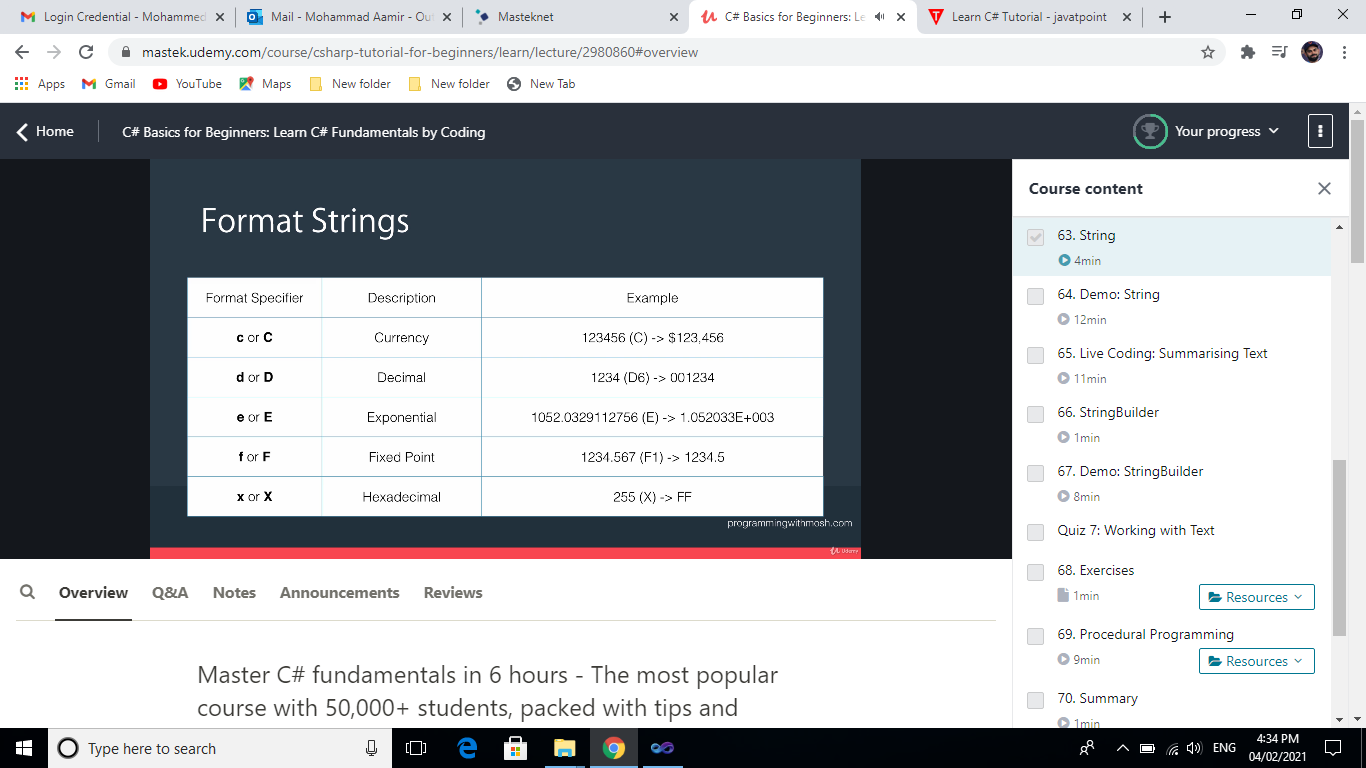 Login Credential - Mohammed
Mail - Mohammad Aamir - Ou
Masteknet
C# Basics for Beginners: Le
Learn C# Tutorial - javatpoint
mastek.udemy.com/course/csharp-tutorial-for-beginners/learn/lecture/2980860#overview
Apps
Gmail
YouTube
Maps
New folder
New folder
New Tab
Home
C# Basics for Beginners: Learn C# Fundamentals by Coding
Your progress
Format Strings
Format Specifier Description Example
c or C Currency 123456 (C) -> $123,456
d or D Decimal 1234 (D6) -> 001234
e or E Exponential 1052.0329112756 (E) -> 1.052033E+003
f or F Fixed Point 1234.567 (F1) -> 1234.5
x or X Hexadecimal 255 (X) -> FF
programmingwithmosh.com
Udemy
Course content
63. String
4min
64. Demo: String
12min
65. Live Coding: Summarising Text
11min
66. StringBuilder
1min
67. Demo: StringBuilder
8min
Quiz 7: Working with Text
68. Exercises
1min
Resources
69. Procedural Programming
9min
Resources
70. Summary
1min
Overview
Q&A
Notes
Announcements
Reviews
Master C# fundamentals in 6 hours - The most popular
course with 50,000+ students, packed with tips and
Type here to search
ENG
4:34 PM
04/02/2021